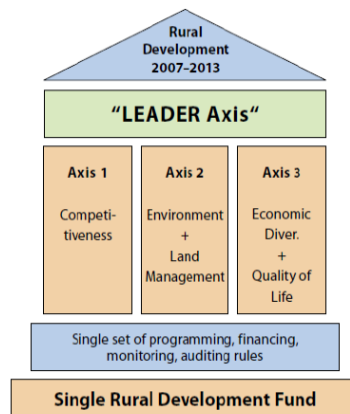 Rural
Development
2007–2013
“LEADER Axis“
Axis 1
Competi-
tiveness
Axis 2
Environment
+
Land
Management
Axis 3
Economic
Diver.
+
Quality of
Life
Single set of programming, financing,
monitoring, auditing rules
Single Rural Development Fund